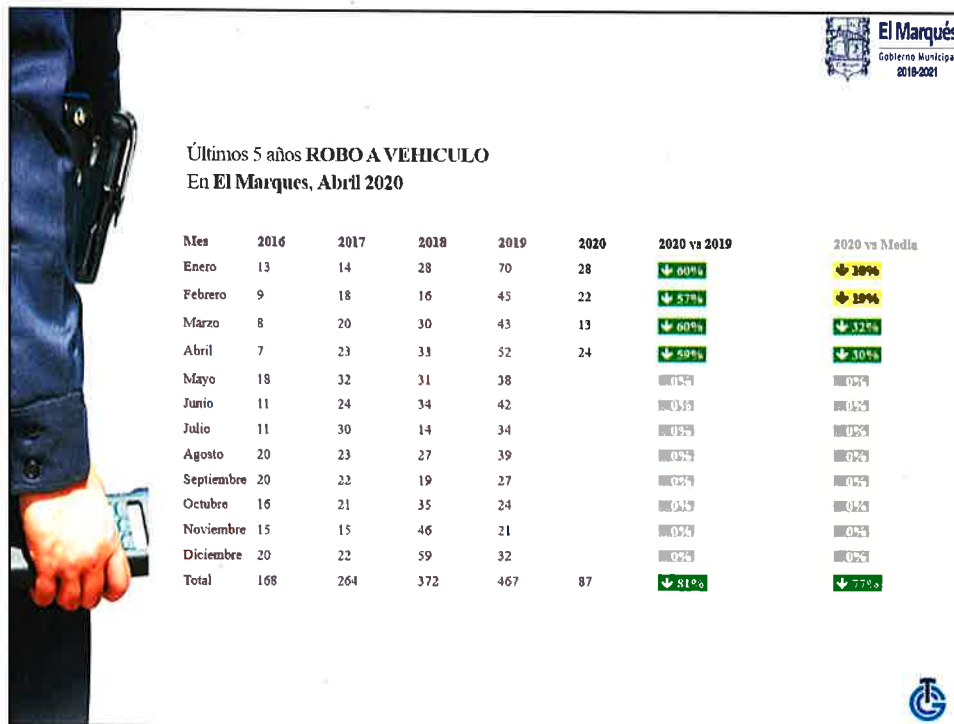 El Marqués
Gobierno Municipa
2018-2021
Últimos 5 años ROBO A VEHICULO
En El Marques, Abril 2020
Mes 2016 2017 2018 2019 2020 2020 vs 2019 2020 vs Media
Enero 13 14 28 70 28 60% 10%
Febrero 9 18 16 45 22 57% 19%
Marzo 8 20 30 43 13 60% 32%
Abril 7 23 33 52 24 59% 30%
Mayo 18 32 31 38 0% 0%
Junio 11 24 34 42 0% 0%
Julio 11 30 14 34 0% 0%
Agosto 20 23 27 39 0% 0%
Septiembre 20 22 19 27 0% 0%
Octubre 16 21 35 24 0% 0%
Noviembre 15 15 46 21 0% 0%
Diciembre 20 22 59 32 0% 0%
Total 168 264 372 467 87 81% 77%